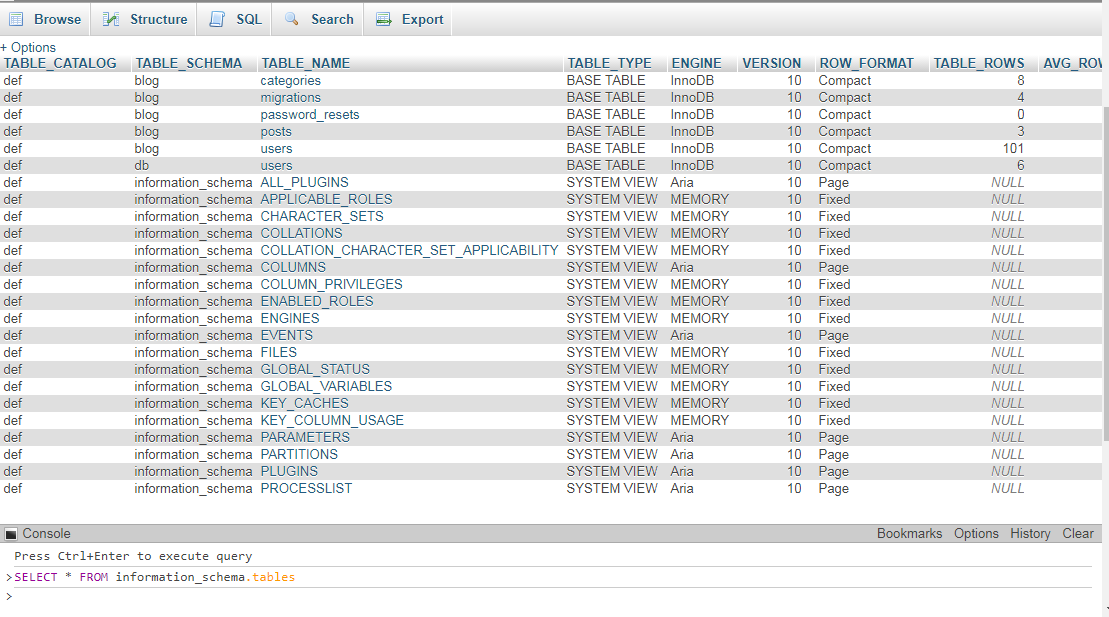 Browse Structure SQL Search Export
+ Options
TABLE_CATALOG TABLE_SCHEMA TABLE_NAME TABLE_TYPE ENGINE VERSION ROW_FORMAT TABLE_ROWS AVG_ROW
def blog categories BASE TABLE InnoDB 10 Compact 8
def blog migrations BASE TABLE InnoDB 10 Compact 4
def blog password_resets BASE TABLE InnoDB 10 Compact 0
def blog posts BASE TABLE InnoDB 10 Compact 3
def blog users BASE TABLE InnoDB 10 Compact 101
def db users BASE TABLE InnoDB 10 Compact 6
def information_schema ALL_PLUGINS SYSTEM VIEW Aria 10 Page NULL
def information_schema APPLICABLE_ROLES SYSTEM VIEW MEMORY 10 Fixed NULL
def information_schema CHARACTER_SETS SYSTEM VIEW MEMORY 10 Fixed NULL
def information_schema COLLATIONS SYSTEM VIEW MEMORY 10 Fixed NULL
def information_schema COLLATION_CHARACTER_SET_APPLICABILITY SYSTEM VIEW MEMORY 10 Fixed NULL
def information_schema COLUMNS SYSTEM VIEW Aria 10 Page NULL
def information_schema COLUMN_PRIVILEGES SYSTEM VIEW MEMORY 10 Fixed NULL
def information_schema ENABLED_ROLES SYSTEM VIEW MEMORY 10 Fixed NULL
def information_schema ENGINES SYSTEM VIEW MEMORY 10 Fixed NULL
def information_schema EVENTS SYSTEM VIEW Aria 10 Page NULL
def information_schema FILES SYSTEM VIEW MEMORY 10 Fixed NULL
def information_schema GLOBAL_STATUS SYSTEM VIEW MEMORY 10 Fixed NULL
def information_schema GLOBAL_VARIABLES SYSTEM VIEW MEMORY 10 Fixed NULL
def information_schema KEY_CACHES SYSTEM VIEW MEMORY 10 Fixed NULL
def information_schema KEY_COLUMN_USAGE SYSTEM VIEW MEMORY 10 Fixed NULL
def information_schema PARAMETERS SYSTEM VIEW Aria 10 Page NULL
def information_schema PARTITIONS SYSTEM VIEW Aria 10 Page NULL
def information_schema PLUGINS SYSTEM VIEW Aria 10 Page NULL
def information_schema PROCESSLIST SYSTEM VIEW Aria 10 Page NULL
Console Bookmarks Options History Clear
Press Ctrl+Enter to execute query
>SELECT * FROM information_schema.tables
>